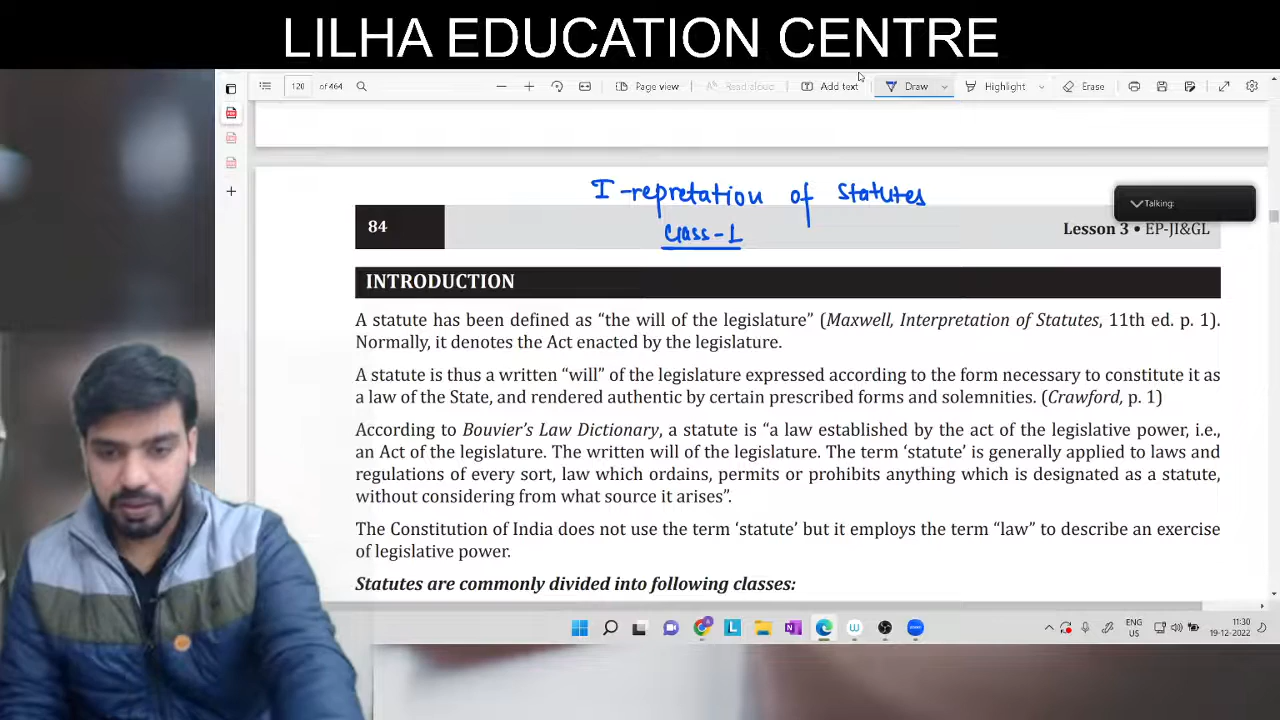 LILHA EDUCATION CENTRE
120 of 464
Page view
Read aloud
Add text
Draw
Highlight
Erase
I-repretation of Statutes
Class-1
Talking:
84
Lesson 3 • EP-JI&GL
INTRODUCTION
A statute has been defined as “the will of the legislature” (Maxwell, Interpretation of Statutes, 11th ed. p. 1).
Normally, it denotes the Act enacted by the legislature.
A statute is thus a written “will” of the legislature expressed according to the form necessary to constitute it as
a law of the State, and rendered authentic by certain prescribed forms and solemnities. (Crawford, p. 1)
According to Bouvier’s Law Dictionary, a statute is “a law established by the act of the legislative power, i.e.,
an Act of the legislature. The written will of the legislature. The term ‘statute’ is generally applied to laws and
regulations of every sort, law which ordains, permits or prohibits anything which is designated as a statute,
without considering from what source it arises”.
The Constitution of India does not use the term ‘statute’ but it employs the term “law” to describe an exercise
of legislative power.
Statutes are commonly divided into following classes:
ENG
US
11:30
19-12-2022